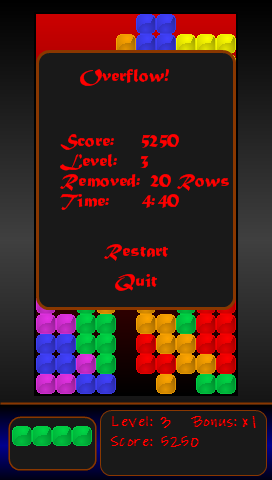 Overflow!
Score: 5250
Level: 3
Removed: 20 Rows
Time: 4:40
Restart
Quit
Level: 3 Bonus: x1
Score: 5250